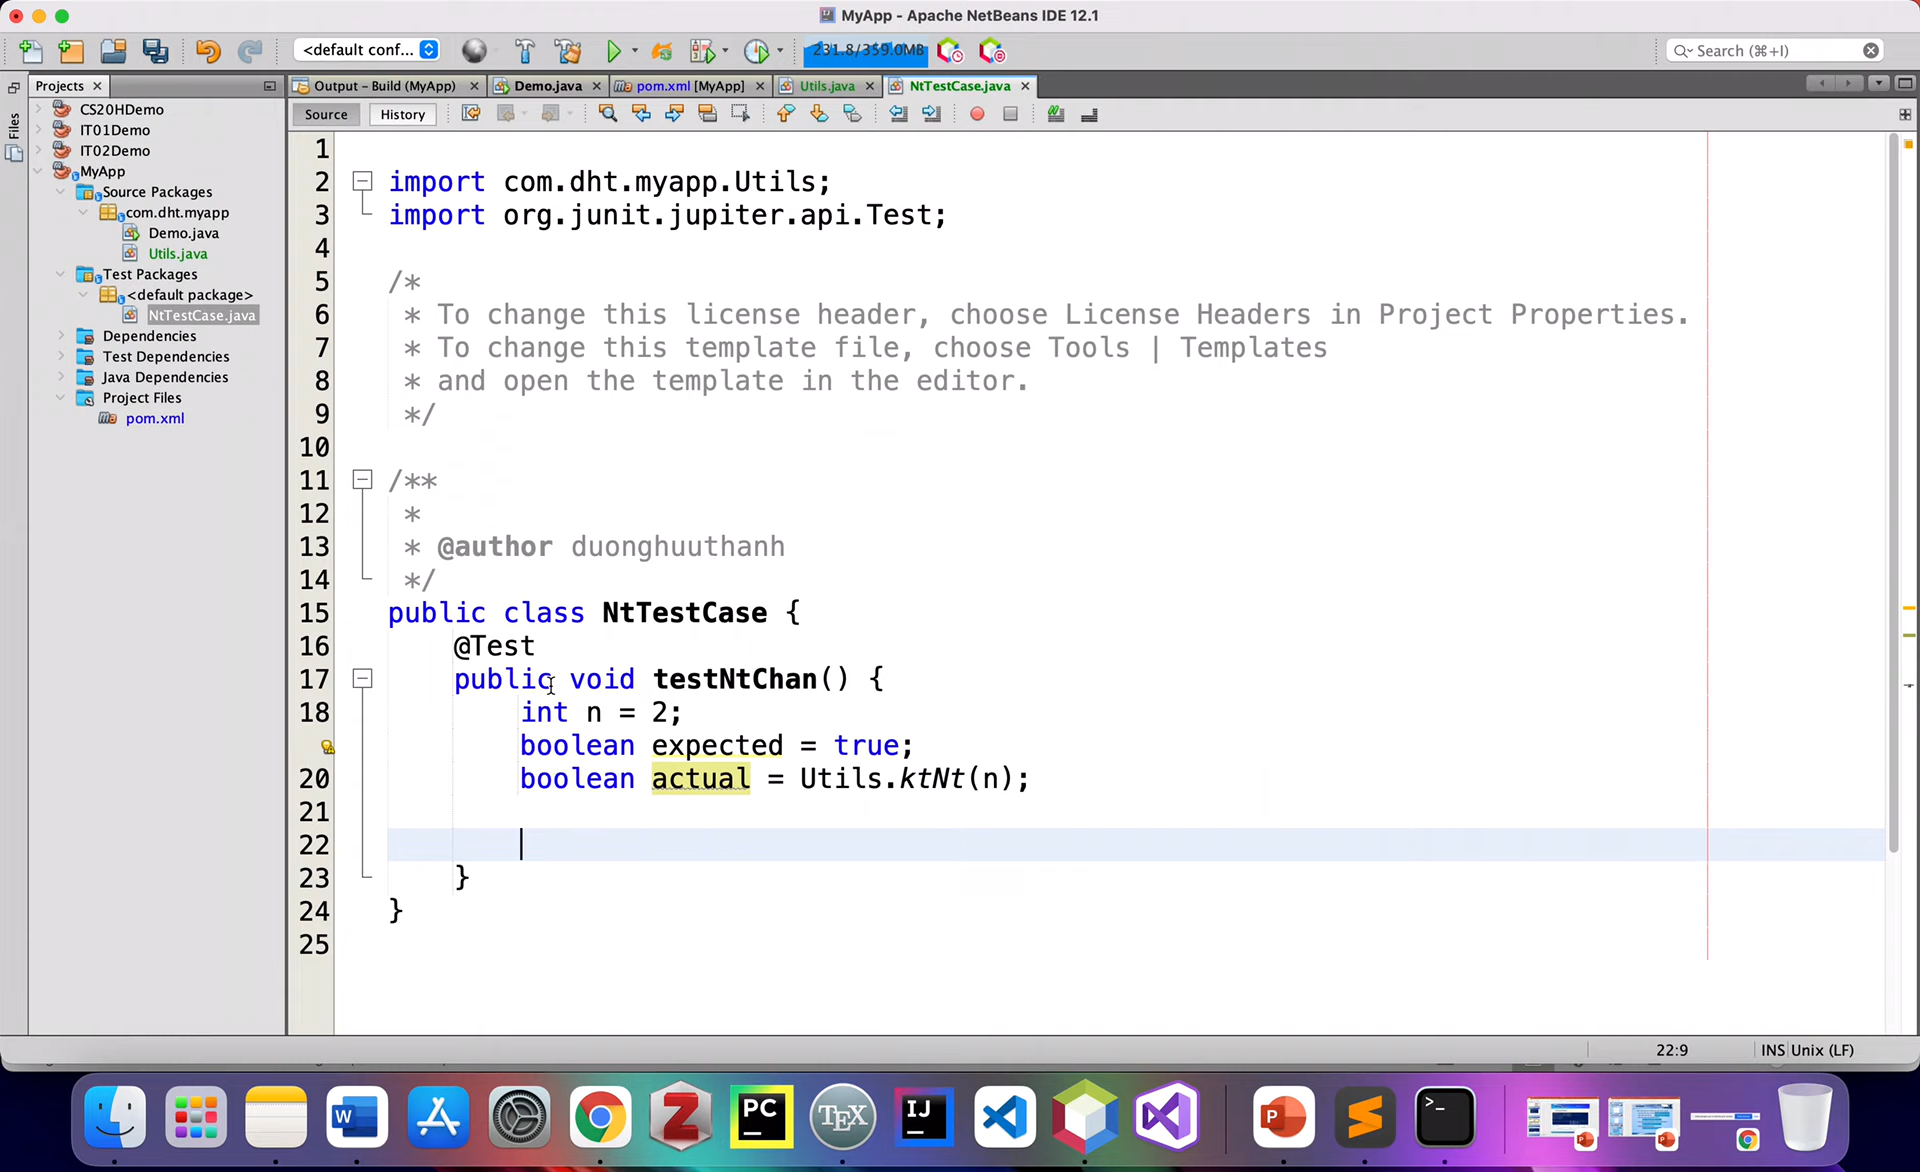 MyApp - Apache NetBeans IDE 12.1
<default conf...
231.8/359.0MB
Search (⌘+I)
Files
Projects
Output - Build (MyApp)
Demo.java
pom.xml [MyApp]
Utils.java
NtTestCase.java
Source
History
CS20HDemo
IT01Demo
IT02Demo
MyApp
Source Packages
com.dht.myapp
Demo.java
Utils.java
Test Packages
<default package>
NtTestCase.java
Dependencies
Test Dependencies
Java Dependencies
Project Files
pom.xml
1
2 import com.dht.myapp.Utils;
3 import org.junit.jupiter.api.Test;
4
5 /*
6 * To change this license header, choose License Headers in Project Properties.
7 * To change this template file, choose Tools | Templates
8 * and open the template in the editor.
9 */
10
11 /**
12 *
13 * @author duonghuuthanh
14 */
15 public class NtTestCase {
16 @Test
17 public void testNtChan() {
18 int n = 2;
boolean expected = true;
20 boolean actual = Utils.ktNt(n);
21
22
23 }
24 }
25
22:9
INS
Unix (LF)
W
Z
PC
TEX
IJ
P
>_